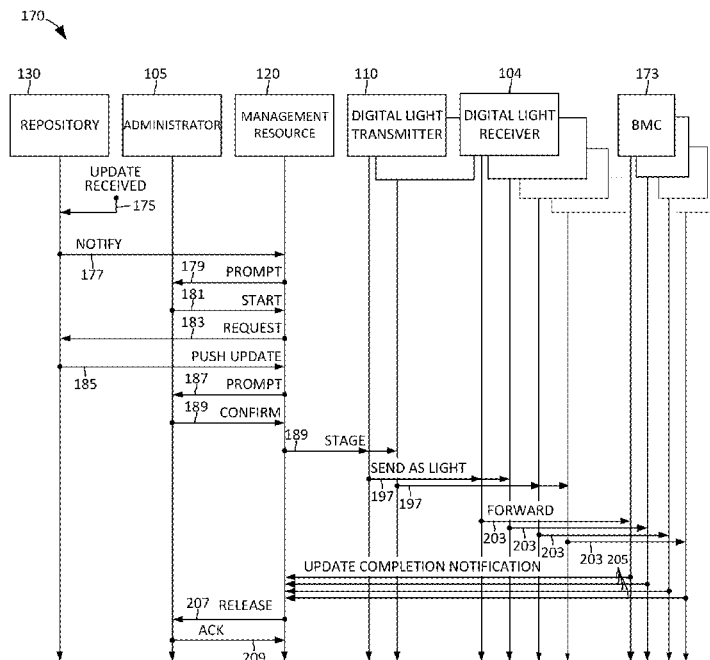 170
130
105
120
110
104
173
REPOSITORY
ADMINISTRATOR
MANAGEMENT
RESOURCE
DIGITAL LIGHT
TRANSMITTER
DIGITAL LIGHT
RECEIVER
BMC
UPDATE
RECEIVED
175
NOTIFY
177
179
PROMPT
181
START
183
REQUEST
PUSH UPDATE
185
187
PROMPT
189
CONFIRM
189
STAGE
SEND AS LIGHT
197
197
FORWARD
203
203
203
203
UPDATE COMPLETION NOTIFICATION
205
207
RELEASE
ACK
209